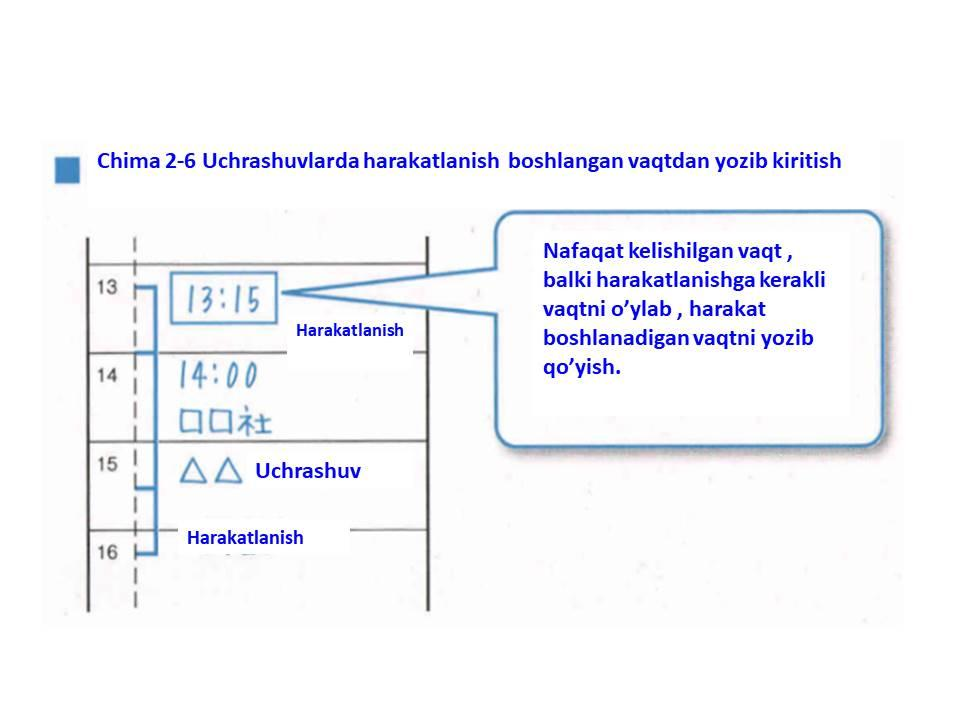 Chima 2-6 Uchrashuvlarda harakatlanish boshlangan vaqtdan yozib kiritish
Nafaqat kelishilgan vaqt ,
balki harakatlanishga kerakli
vaqtni o’ylab , harakat
boshlanadigan vaqtni yozib
qo’yish.
13
13:15
Harakatlanish
14
14:00
□□社
15
△△ Uchrashuv
Harakatlanish
16